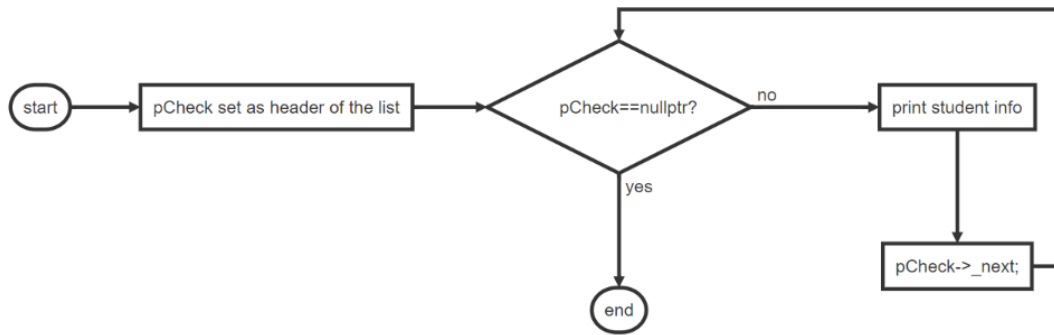 start
pCheck set as header of the list
pCheck==nullptr?
no
print student info
yes
pCheck->_next;
end